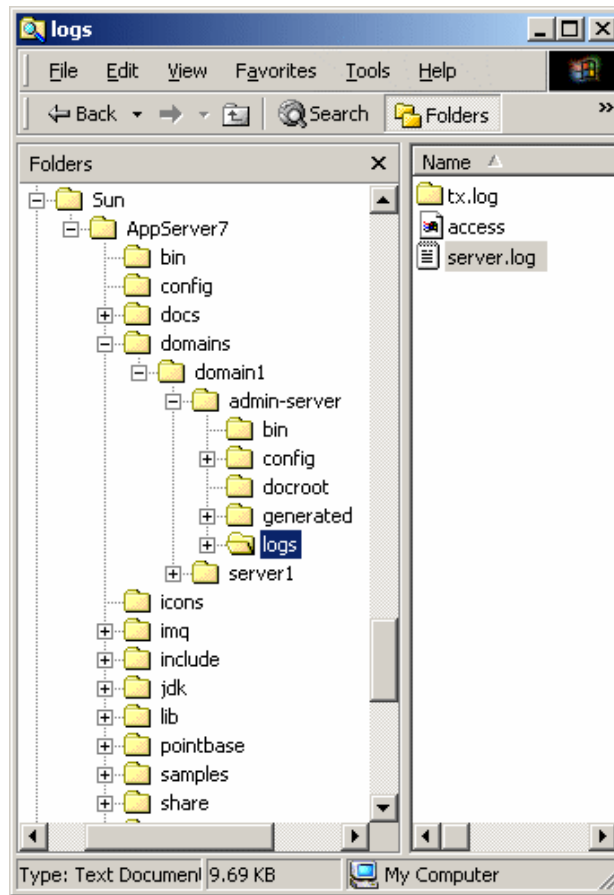 logs
File Edit View Favorites Tools Help
Back Search Folders »
Folders
Sun
AppServer7
bin
config
docs
domains
domain1
admin-server
bin
config
docroot
generated
logs
server1
icons
imq
include
jdk
lib
pointbase
samples
share
Name
tx.log
access
server.log
Type: Text Document 9.69 KB My Computer